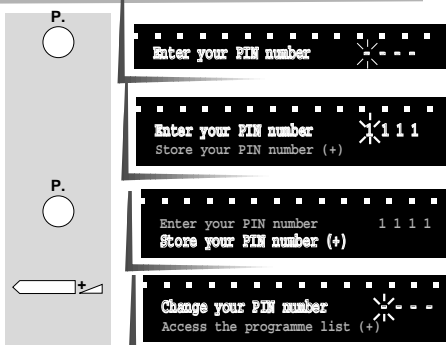 P.
Enter your PIN number - - - -
Enter your PIN number 1 1 1 1
Store your PIN number (+)
P.
Enter your PIN number 1 1 1 1
Store your PIN number (+)
+
Change your PIN number - - - -
Access the programme list (+)